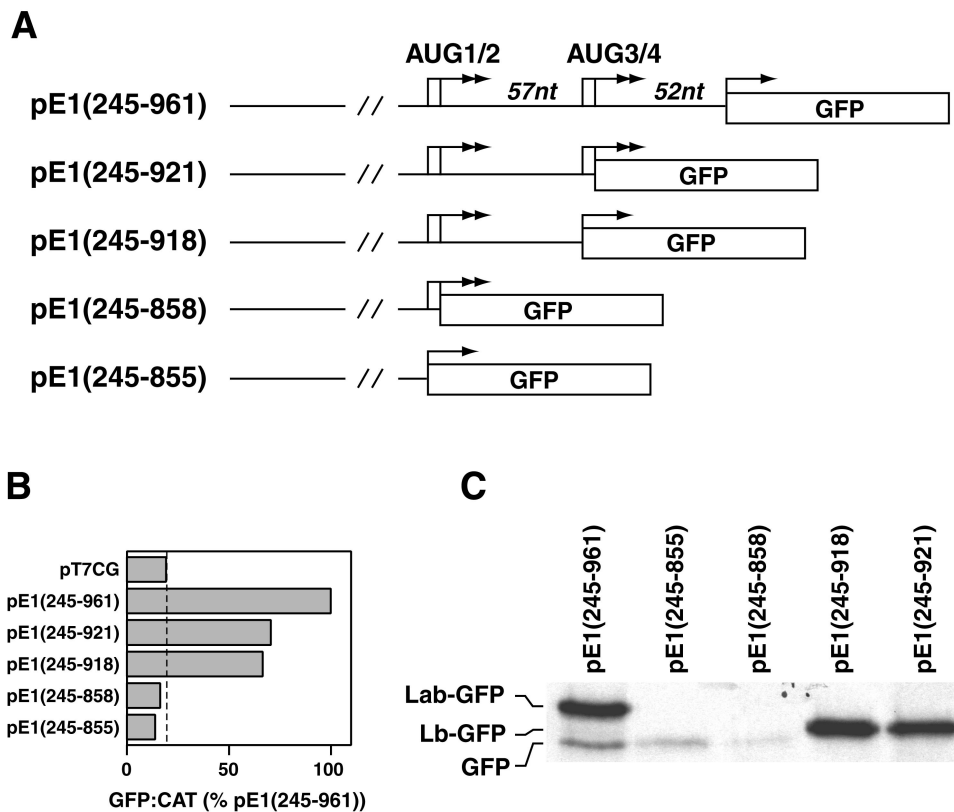 A
AUG1/2 AUG3/4
pE1(245-961) // 57nt 52nt GFP
pE1(245-921) // GFP
pE1(245-918) // GFP
pE1(245-858) // GFP
pE1(245-855) // GFP
B
pT7CG
pE1(245-961)
pE1(245-921)
pE1(245-918)
pE1(245-858)
pE1(245-855)
0 50 100
GFP:CAT (% pE1(245-961))
C
pE1(245-961)
pE1(245-855)
pE1(245-858)
pE1(245-918)
pE1(245-921)
Lab-GFP
Lb-GFP
GFP